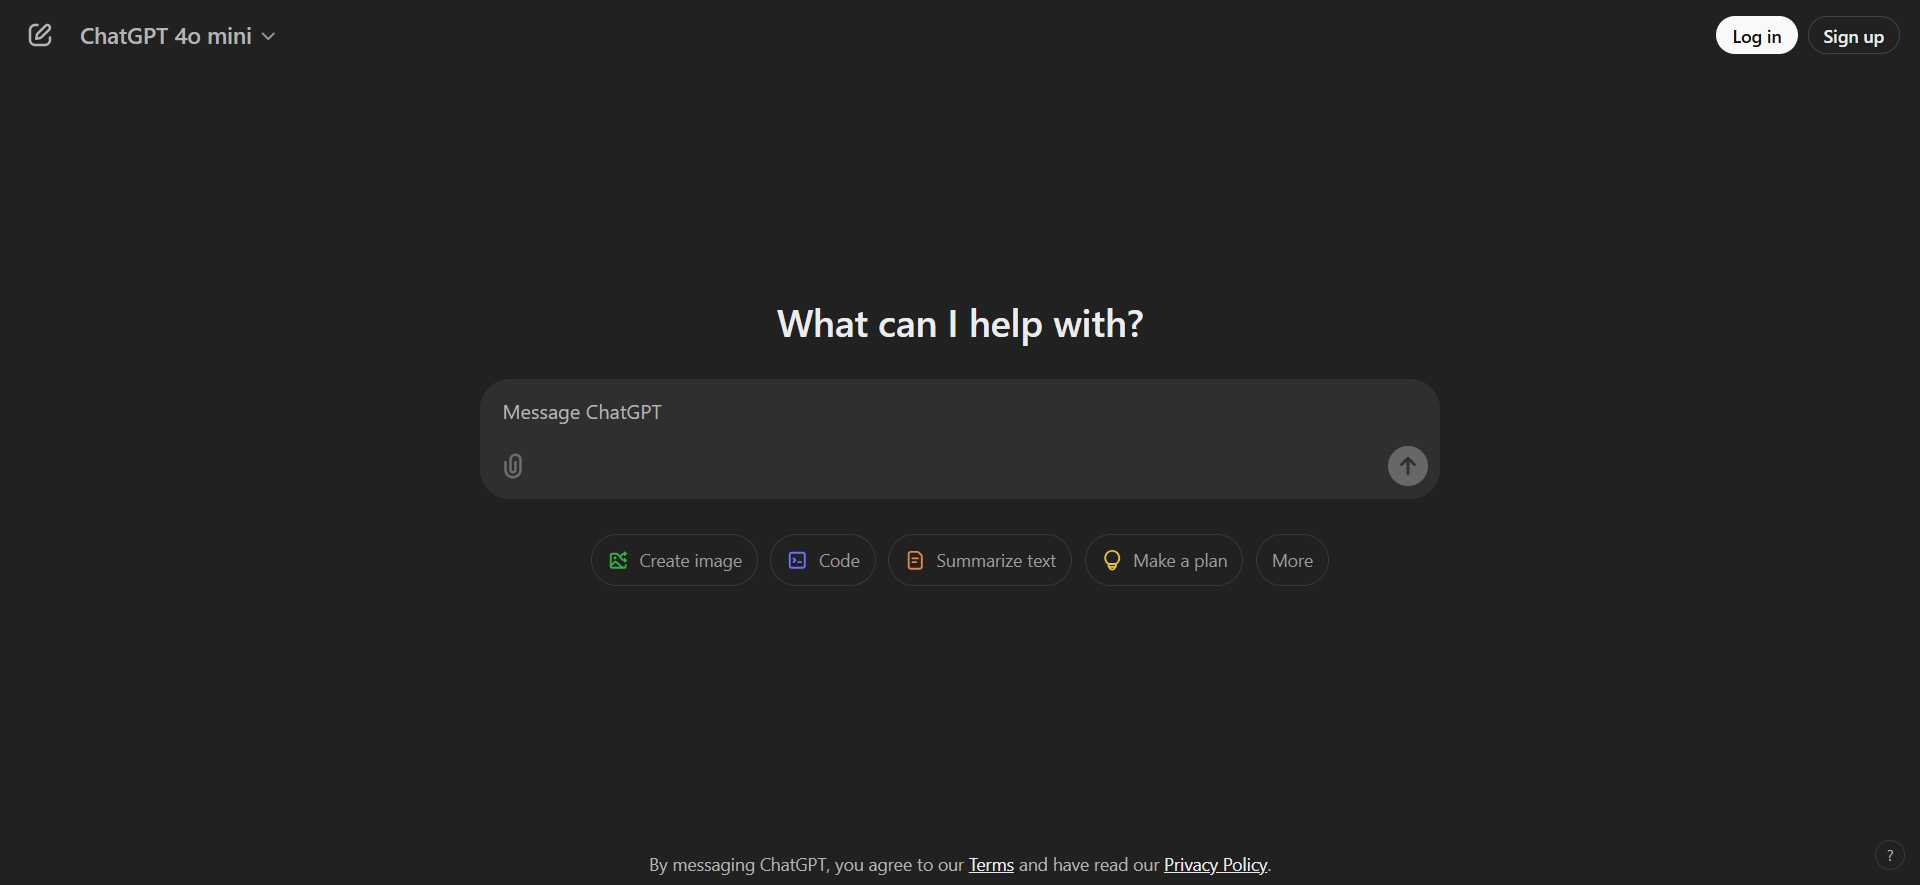 ChatGPT 4o mini
Log in
Sign up
What can I help with?
Message ChatGPT
Create image
Code
Summarize text
Make a plan
More
By messaging ChatGPT, you agree to our Terms and have read our Privacy Policy.
?